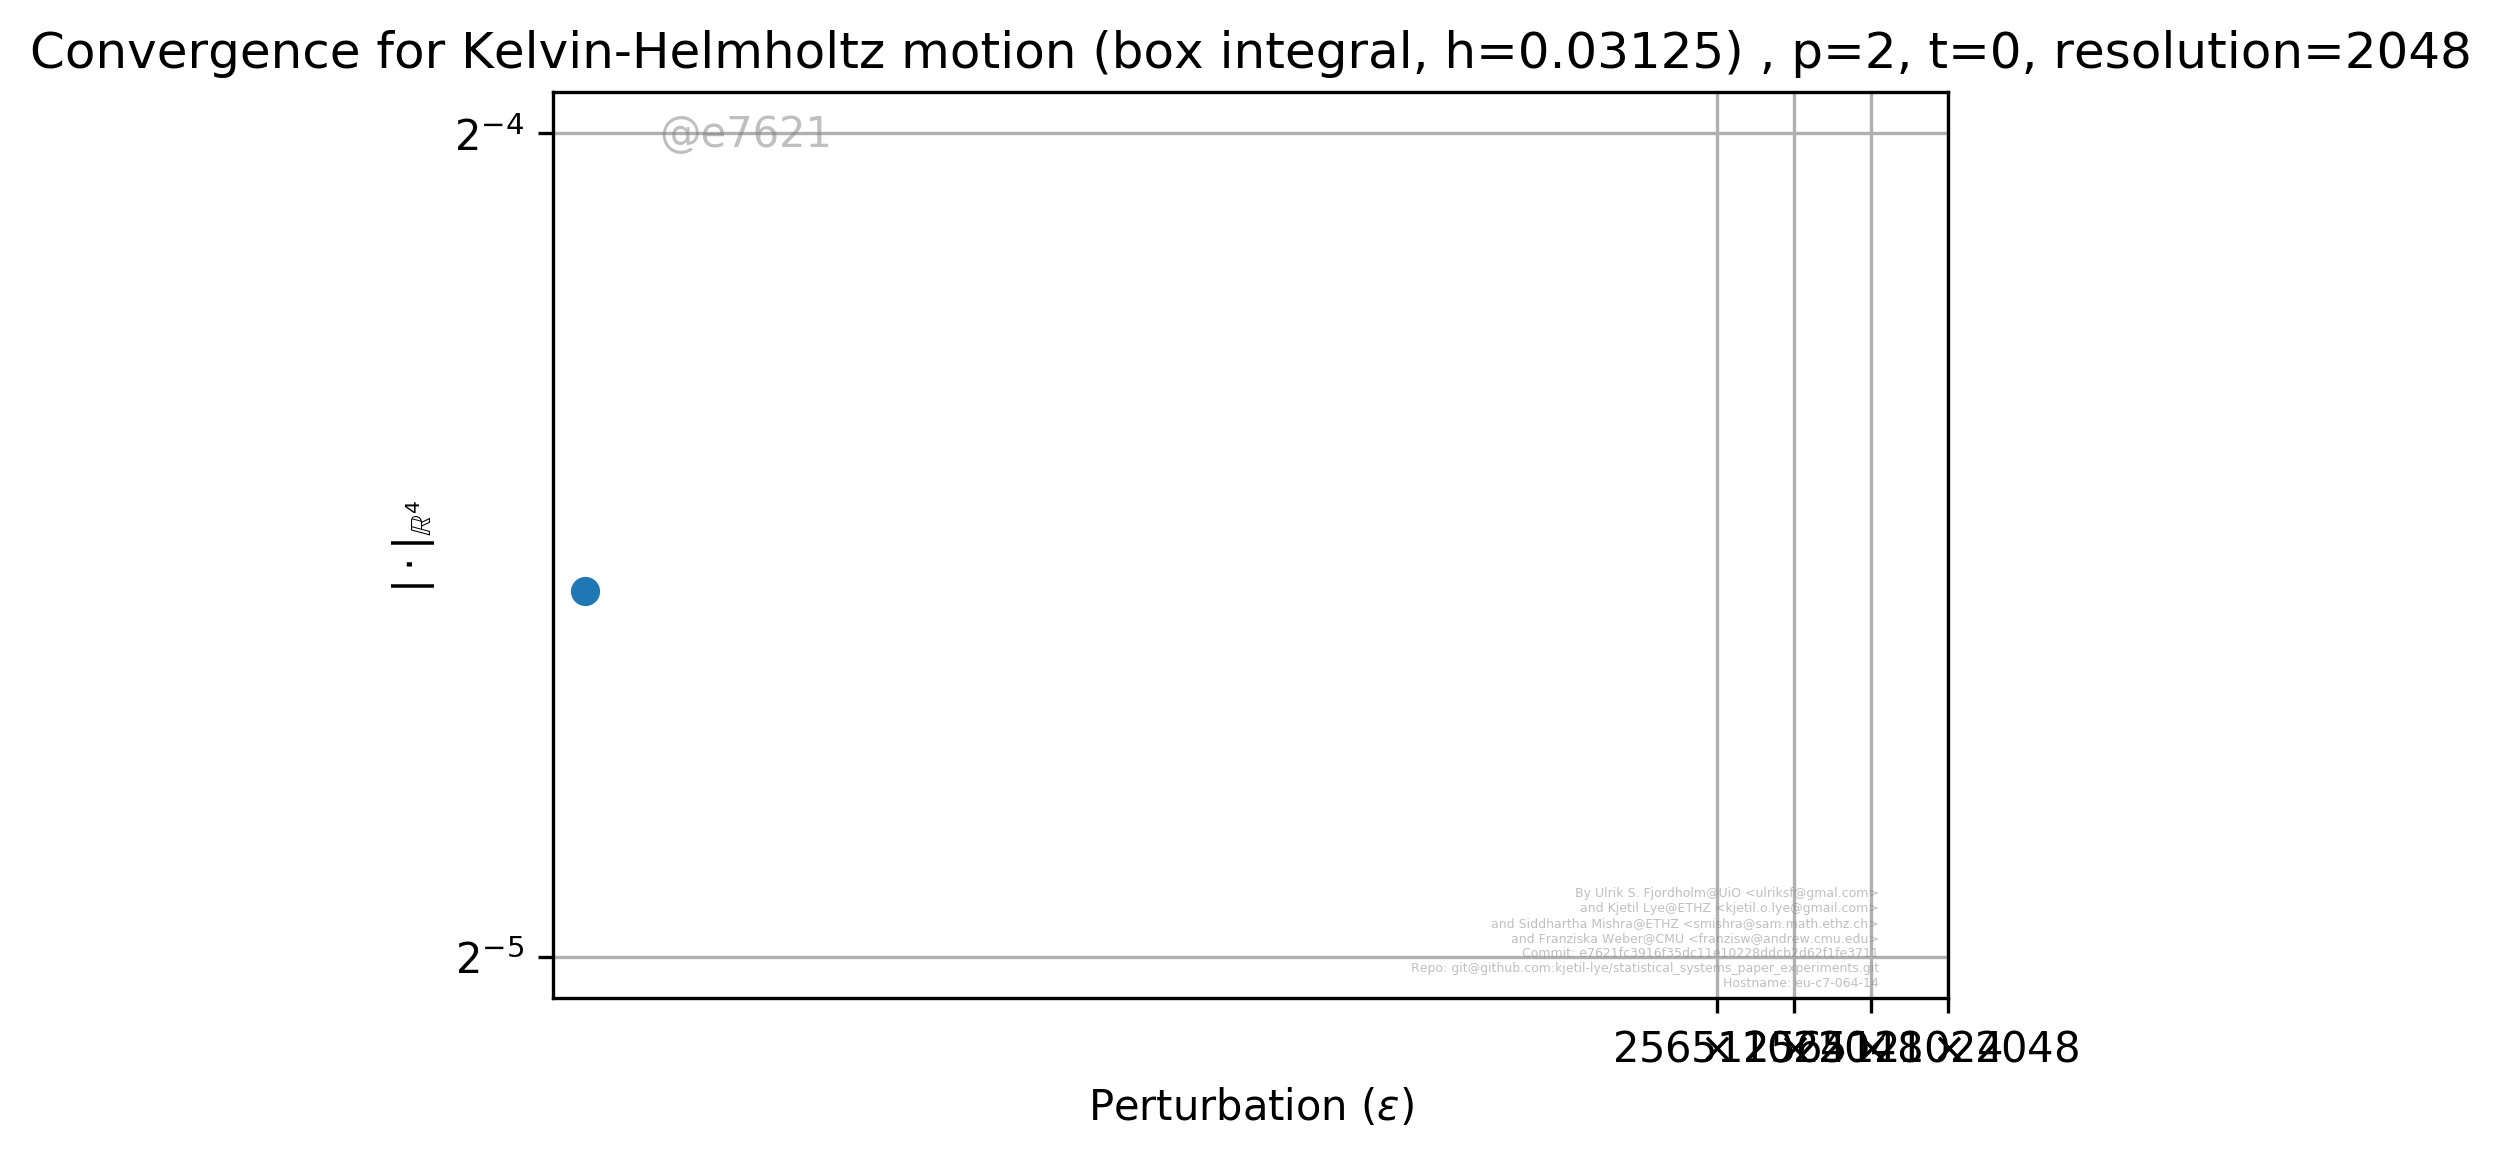 Convergence for Kelvin-Helmholtz motion (box integral, h=0.03125) , p=2, t=0, resolution=2048
2⁻⁴
@e7621
|·|ℝ⁴
By Ulrik S. Fjordholm@UiO <ulriksf@gmal.com>
and Kjetil Lye@ETHZ <kjetil.o.lye@gmail.com>
and Siddhartha Mishra@ETHZ <smishra@sam.math.ethz.ch>
and Franziska Weber@CMU <franzisw@andrew.cmu.edu>
2⁻⁵
Commit: e7621fc3916f35dc11e10228ddcb2d62f1fe3711
Repo: git@github.com:kjetil-lye/statistical_systems_paper_experiments.git
Hostname: eu-c7-064-14
Perturbation (ε)